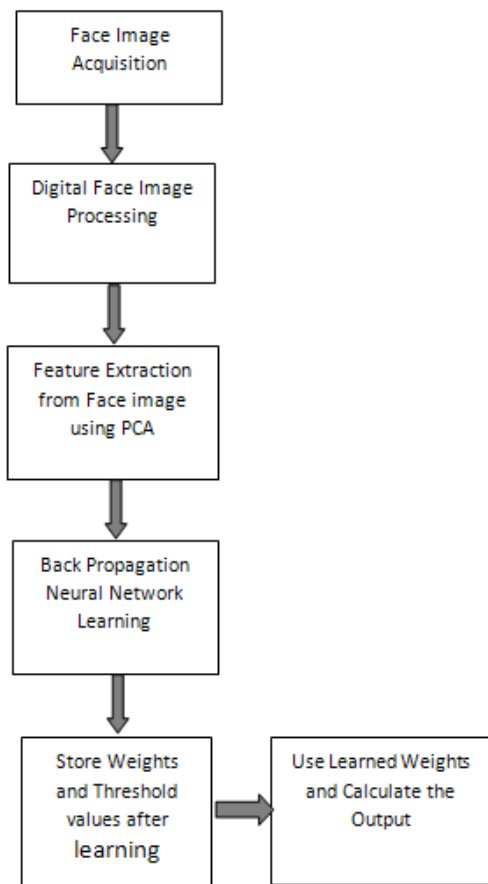 Face Image
Acquisition
Digital Face Image
Processing
Feature Extraction
from Face image
using PCA
Back Propagation
Neural Network
Learning
Store Weights
and Threshold
values after
learning
Use Learned Weights
and Calculate the
Output